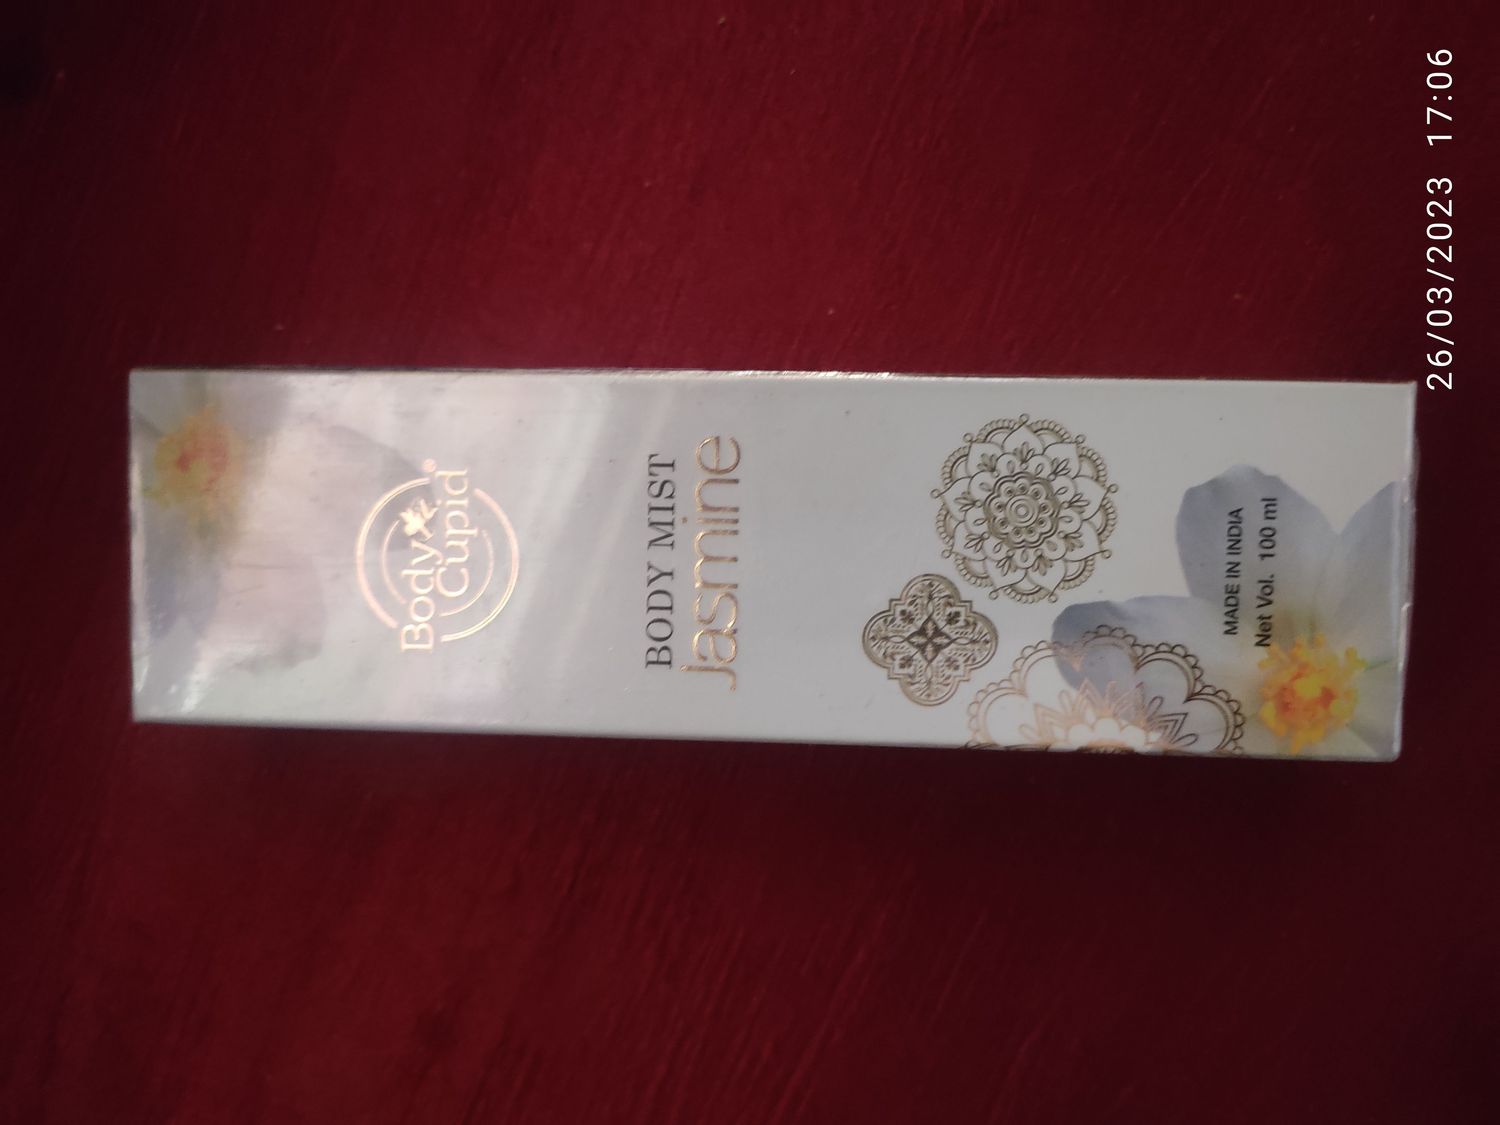 Body
Cupid®
BODY MIST
Jasmine
MADE IN INDIA
Net Vol. 100 ml
26/03/2023 17:06